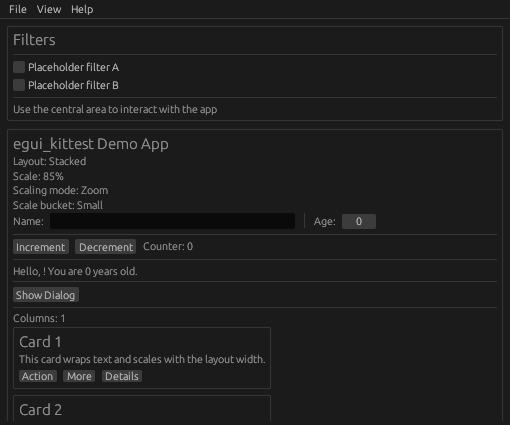 File View Help
Filters
Placeholder filter A
Placeholder filter B
Use the central area to interact with the app
egui_kittest Demo App
Layout: Stacked
Scale: 85%
Scaling mode: Zoom
Scale bucket: Small
Name: Age: 0
Increment Decrement Counter: 0
Hello, ! You are 0 years old.
Show Dialog
Columns: 1
Card 1
This card wraps text and scales with the layout width.
Action More Details
Card 2